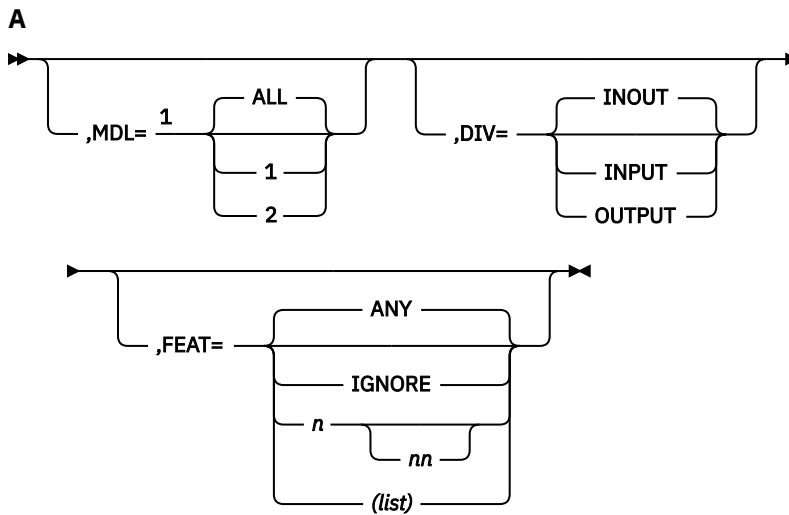 A
ALL
INOUT
,MDL= 1
,DIV=
1
INPUT
2
OUTPUT
ANY
,FEAT=
IGNORE
n
nn
(list)